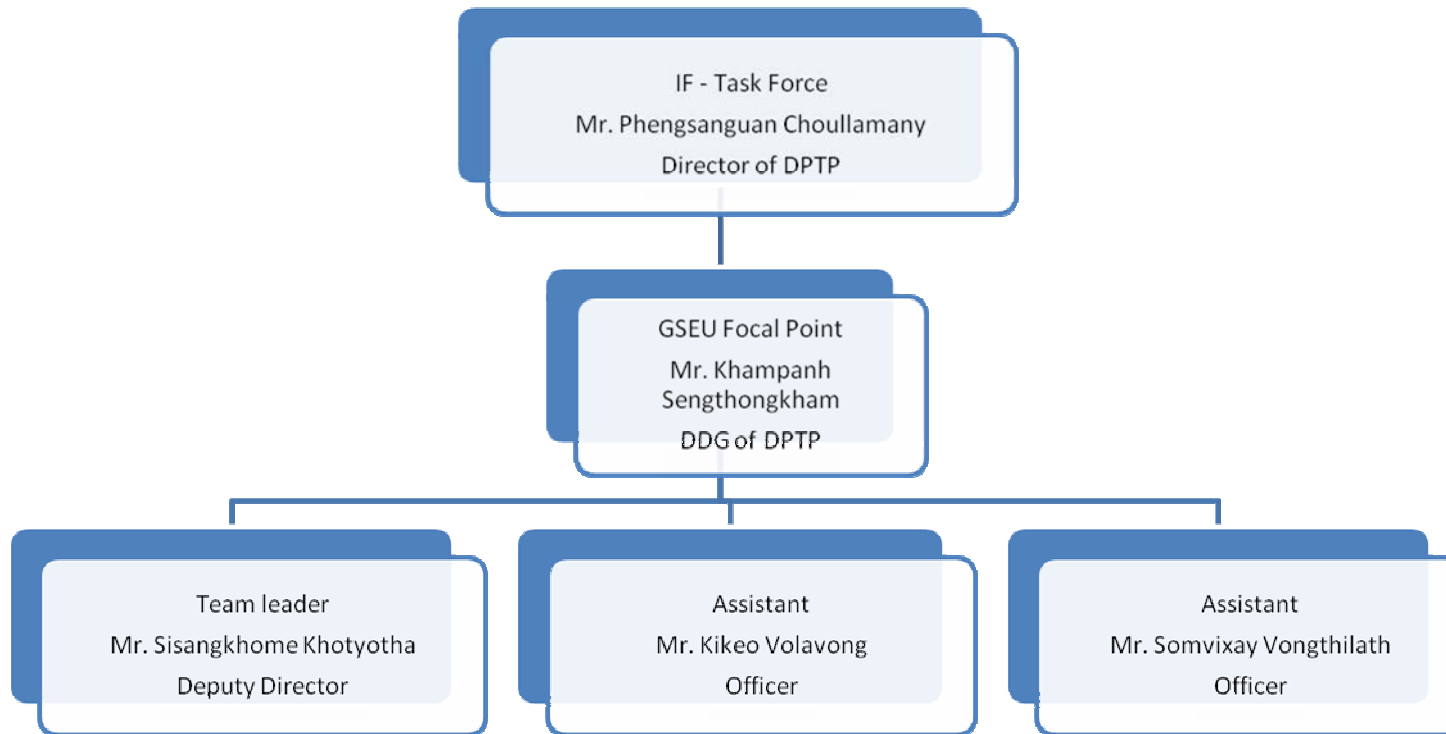 IF - Task Force
Mr. Phengsanguan Choullamany
Director of DPTP
GSEU Focal Point
Mr. Khampanh
Sengthongkham
DDG of DPTP
Team leader
Mr. Sisangkhome Khotyotha
Deputy Director
Assistant
Mr. Kikeo Volavong
Officer
Assistant
Mr. Somvixay Vongthilath
Officer